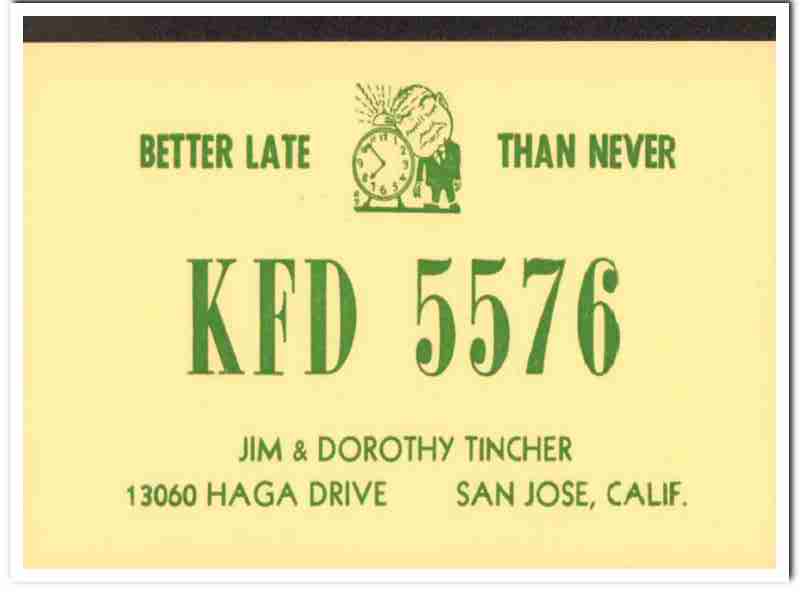 BETTER LATE THAN NEVER
KFD 5576
JIM & DOROTHY TINCHER
13060 HAGA DRIVE SAN JOSE, CALIF.